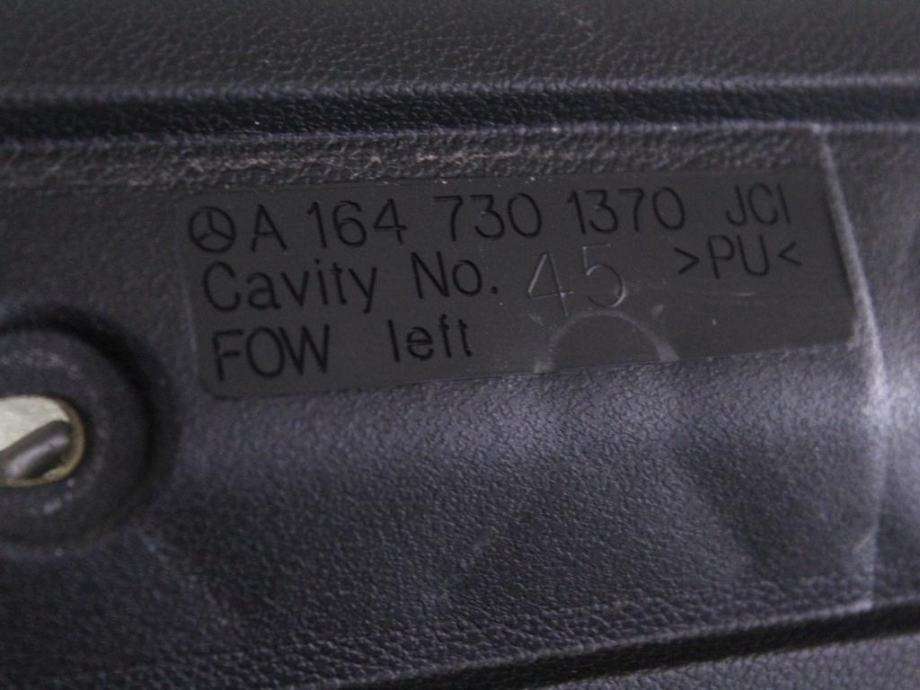 A 164 730 1370 JCI
Cavity No. 45 >PU<
FOW left